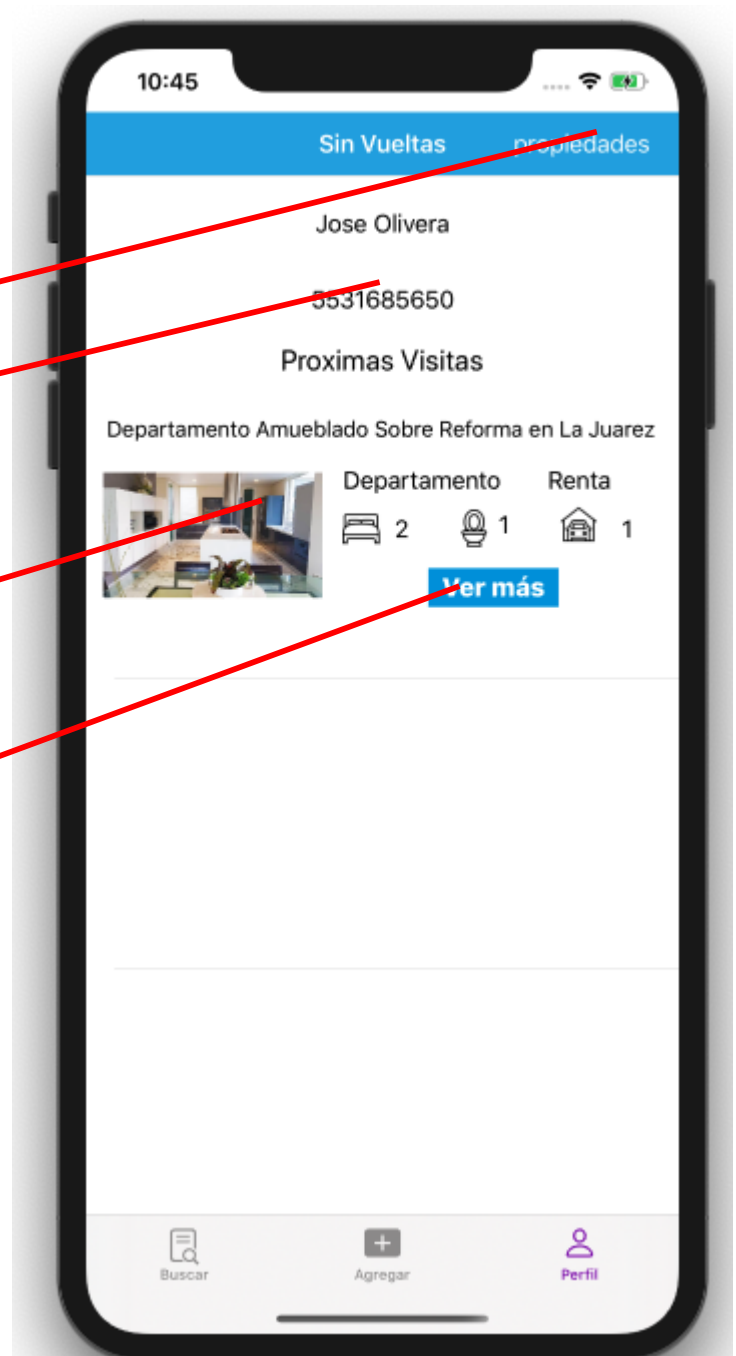 10:45
Sin Vueltas propiedades
Jose Olivera
5531685650
Proximas Visitas
Departamento Amueblado Sobre Reforma en La Juarez
Departamento Renta
2 1 1
Ver más
Buscar Agregar Perfil